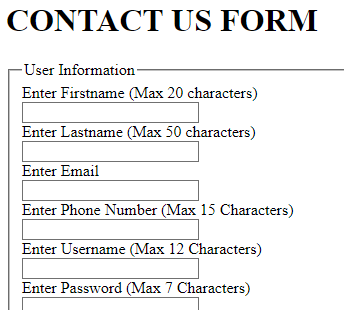 CONTACT US FORM
User Information
Enter Firstname (Max 20 characters)
Enter Lastname (Max 50 characters)
Enter Email
Enter Phone Number (Max 15 Characters)
Enter Username (Max 12 Characters)
Enter Password (Max 7 Characters)